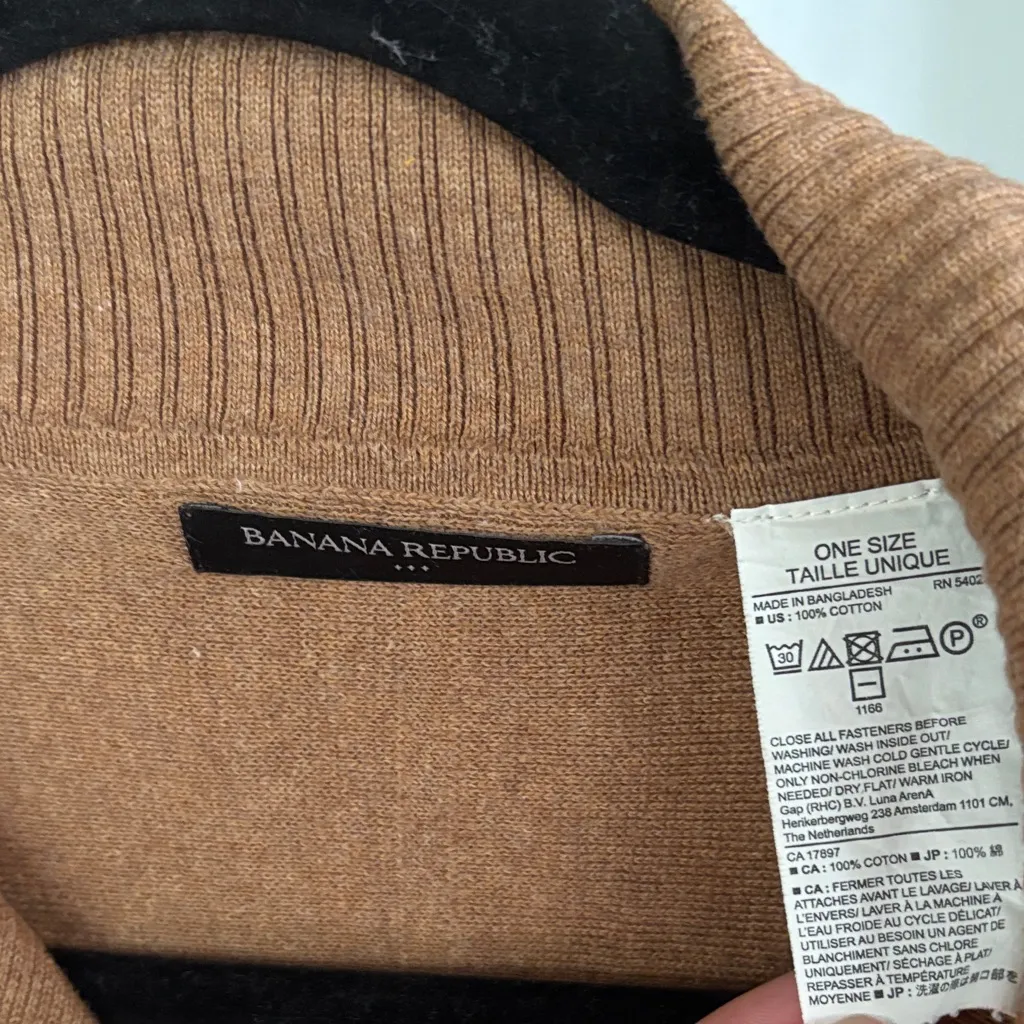 BANANA REPUBLIC
ONE SIZE
TAILLE UNIQUE
RN 5402
MADE IN BANGLADESH
■ US : 100% COTTON
30 P ®
1166
CLOSE ALL FASTENERS BEFORE
WASHING/ WASH INSIDE OUT/
MACHINE WASH COLD GENTLE CYCLE/
ONLY NON-CHLORINE BLEACH WHEN
NEEDED/ DRY FLAT/ WARM IRON
Gap (RHC) B.V. Luna ArenA
Herikerbergweg 238 Amsterdam 1101 CM,
The Netherlands
CA 17897
■ CA : 100% COTON ■ JP : 100% 綿
■ CA : FERMER TOUTES LES
ATTACHES AVANT LE LAVAGE/ LAVER À
L'ENVERS/ LAVER À LA MACHINE À
L'EAU FROIDE AU CYCLE DÉLICAT/
UTILISER AU BESOIN UN AGENT DE
BLANCHIMENT SANS CHLORE
UNIQUEMENT/ SÉCHAGE À PLAT/
REPASSER À TEMPÉRATURE
MOYENNE ■ JP : 洗濯の際は